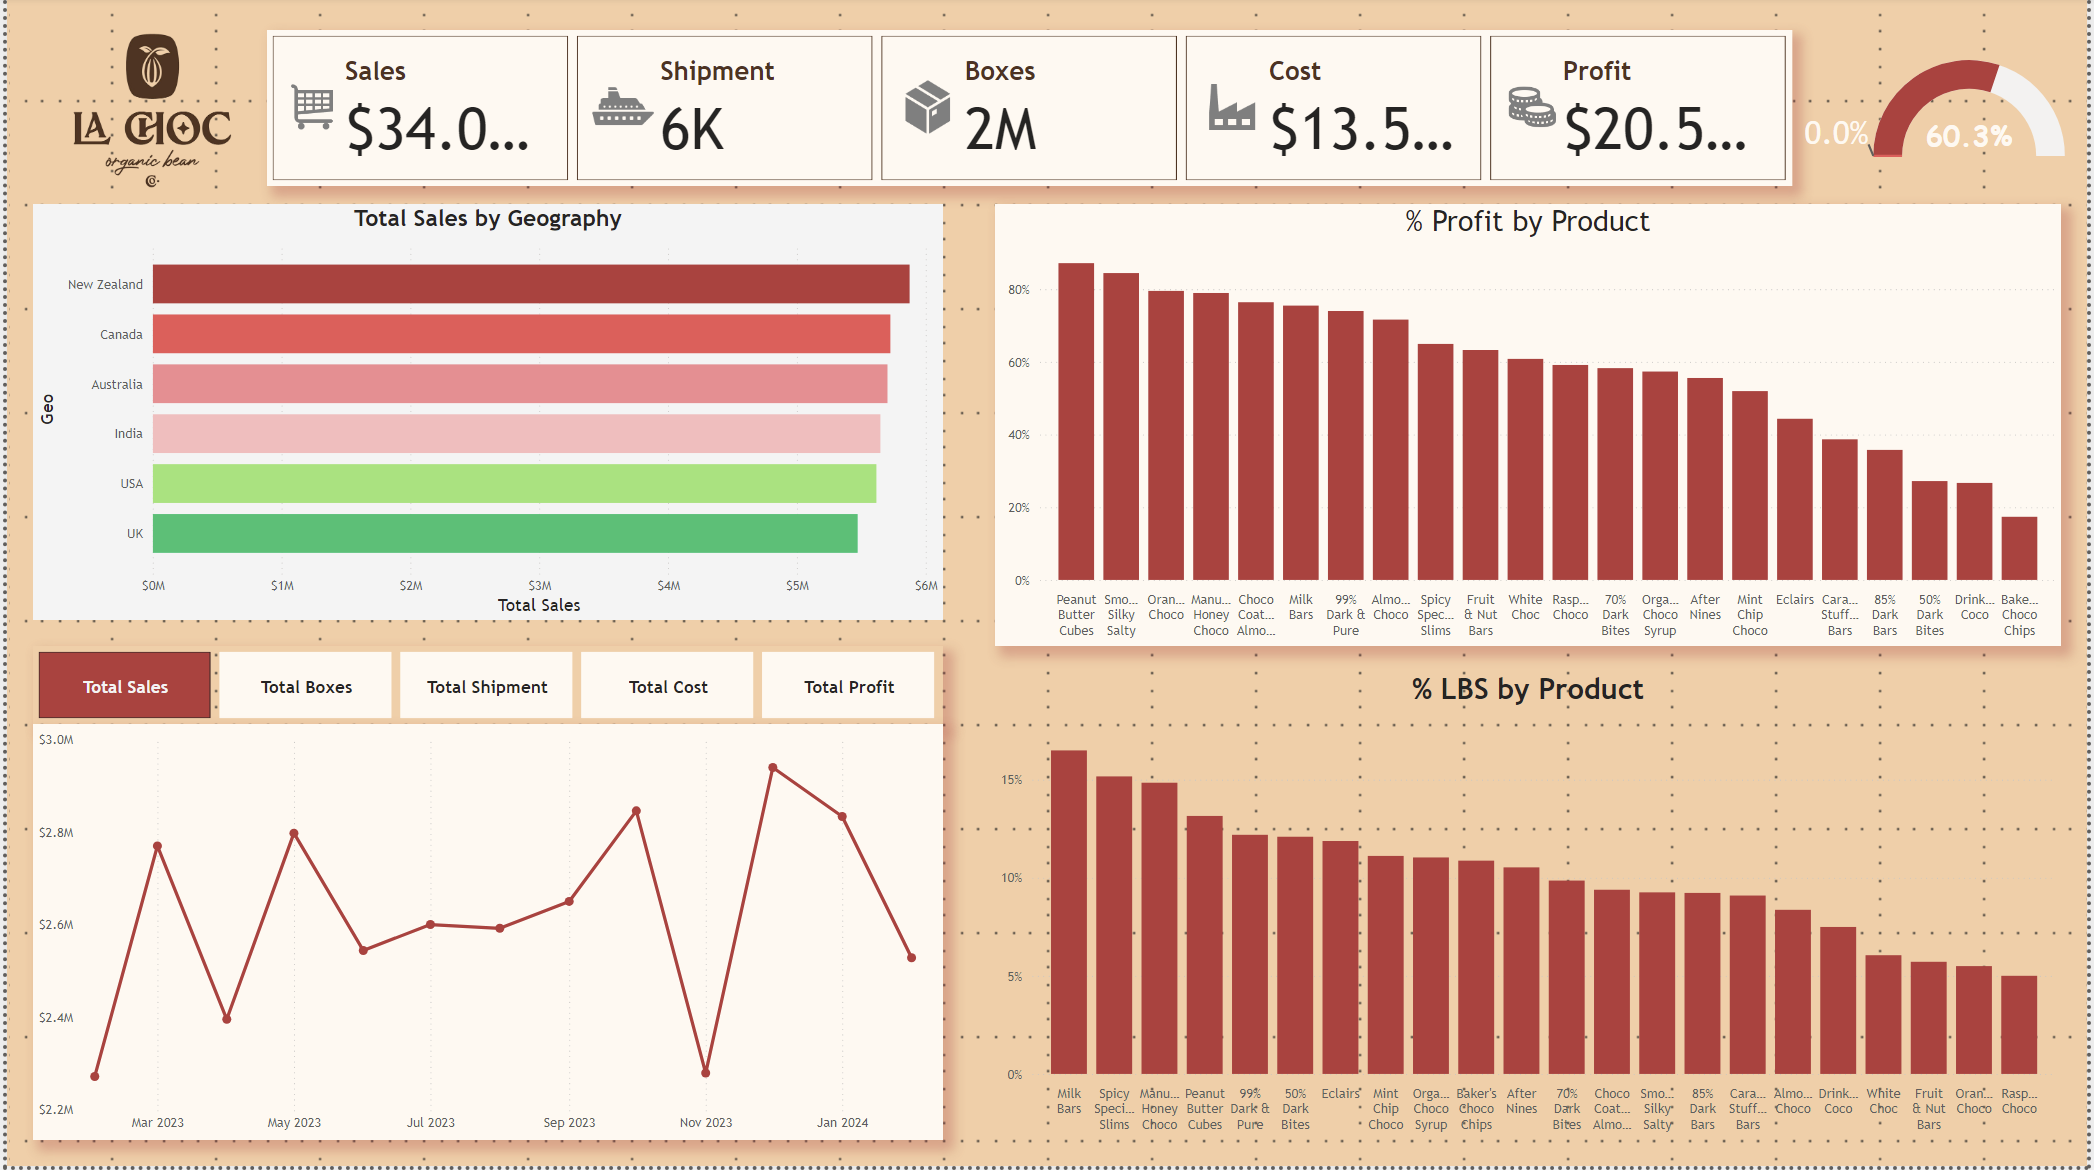 LA CHOC
organic bean
Co.
Sales
$34.0...
Shipment
6K
Boxes
2M
Cost
$13.5...
Profit
$20.5...
0.0%
60.3%
Total Sales by Geography
Geo
New Zealand
Canada
Australia
India
USA
UK
$0M $1M $2M $3M $4M $5M $6M
Total Sales
% Profit by Product
80%
60%
40%
20%
0%
Peanut Smo... Oran... Manu... Choco Milk 99% Almo... Spicy Fruit White Rasp... 70% Orga... After Mint Eclairs Cara... 85% 50% Drink... Bake...
Butter Silky Choco Honey Coat... Bars Dark & Choco Spec... & Nut Choc Choco Dark Choco Nines Chip Stuff... Dark Dark Coco Choco
Cubes Salty Choco Almo... Pure Slims Bars Bites Syrup Choco Bars Bars Bites Chips
Total Sales Total Boxes Total Shipment Total Cost Total Profit
$3.0M
$2.8M
$2.6M
$2.4M
$2.2M
Mar 2023 May 2023 Jul 2023 Sep 2023 Nov 2023 Jan 2024
% LBS by Product
15%
10%
5%
0%
Milk Spicy Manu... Peanut 99% 50% Eclairs Mint Orga... Baker's After 70% Choco Smo... 85% Cara... Almo... Drink... White Fruit Oran... Rasp...
Bars Speci... Honey Butter Dark & Dark Chip Choco Choco Nines Dark Coat... Silky Dark Stuff... Choco Coco Choc & Nut Choco Choco
Slims Choco Cubes Pure Bites Choco Syrup Chips Bites Almo... Salty Bars Bars Bars